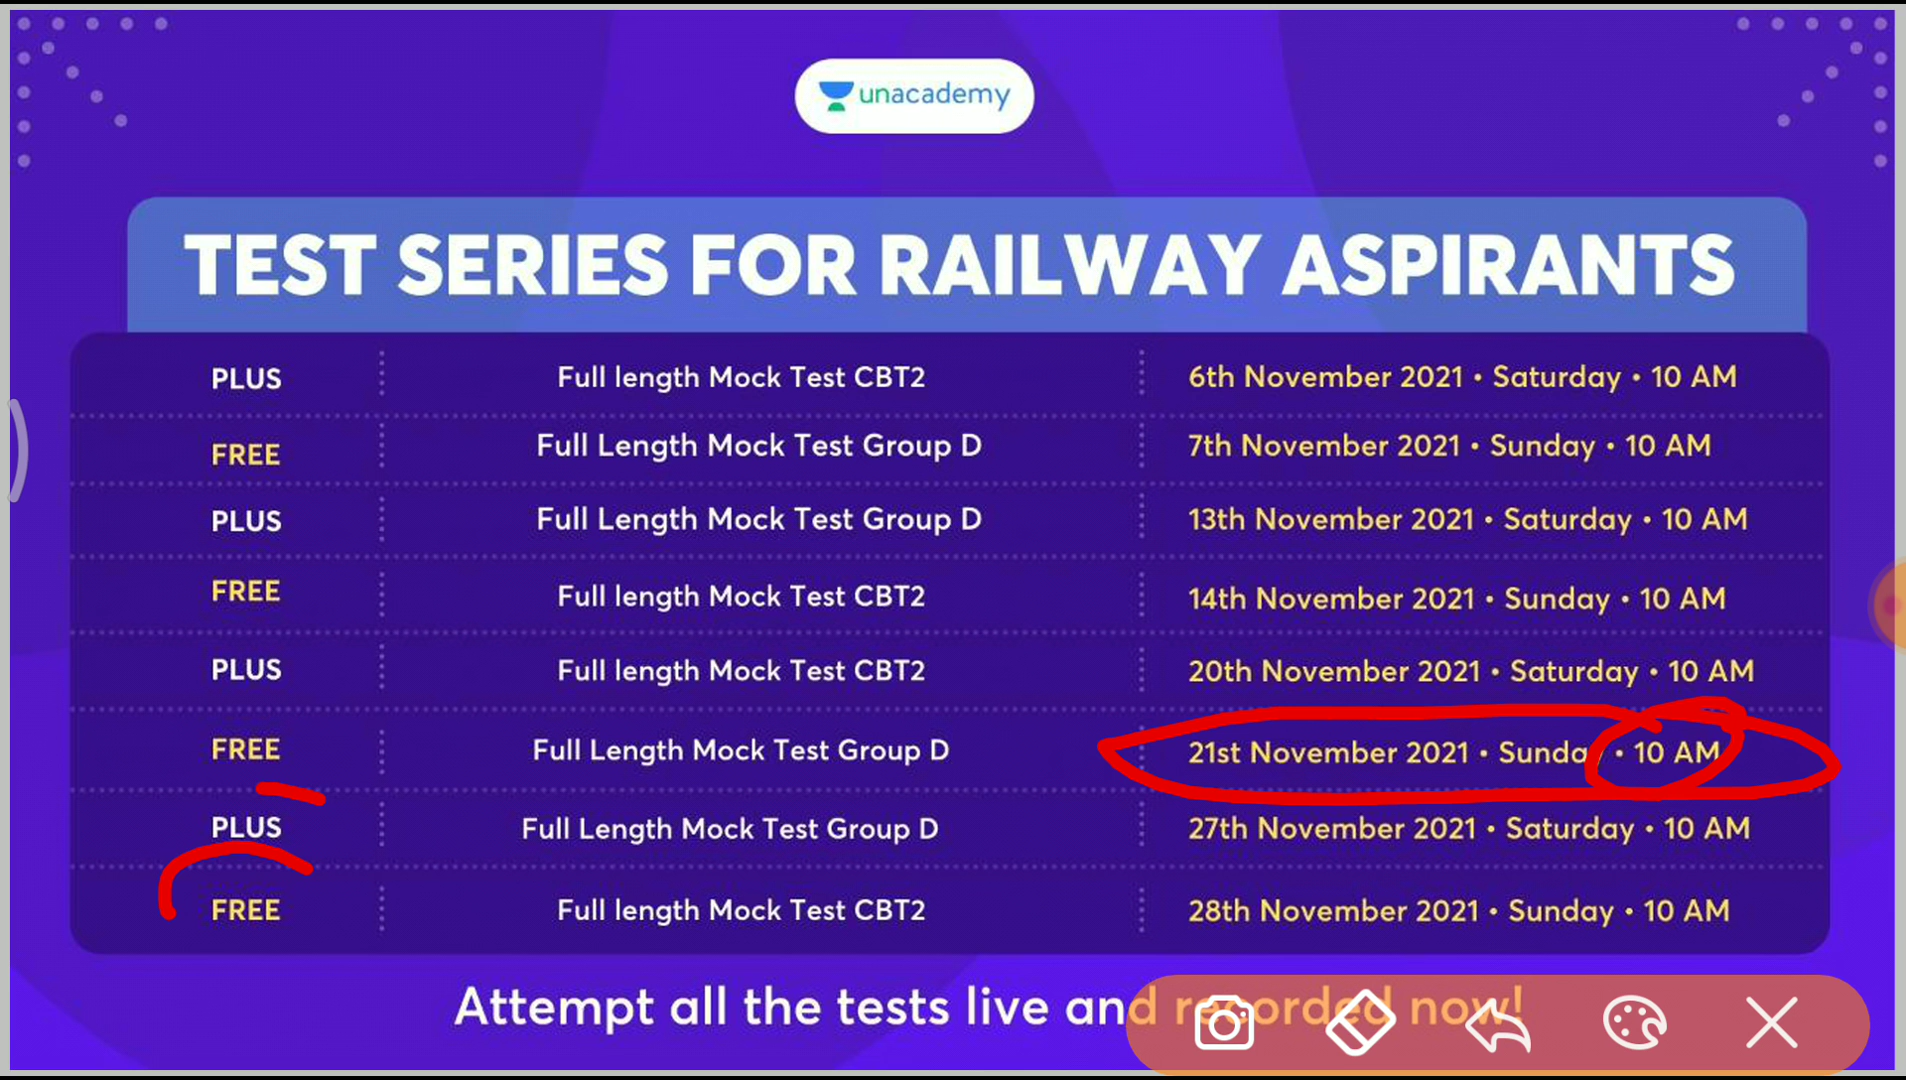 unacademy
TEST SERIES FOR RAILWAY ASPIRANTS
PLUS Full length Mock Test CBT2 6th November 2021 • Saturday • 10 AM
FREE Full Length Mock Test Group D 7th November 2021 • Sunday • 10 AM
PLUS Full Length Mock Test Group D 13th November 2021 • Saturday • 10 AM
FREE Full length Mock Test CBT2 14th November 2021 • Sunday • 10 AM
PLUS Full length Mock Test CBT2 20th November 2021 • Saturday • 10 AM
FREE Full Length Mock Test Group D 21st November 2021 • Sunday • 10 AM
PLUS Full Length Mock Test Group D 27th November 2021 • Saturday • 10 AM
FREE Full length Mock Test CBT2 28th November 2021 • Sunday • 10 AM
Attempt all the tests live and recorded now!